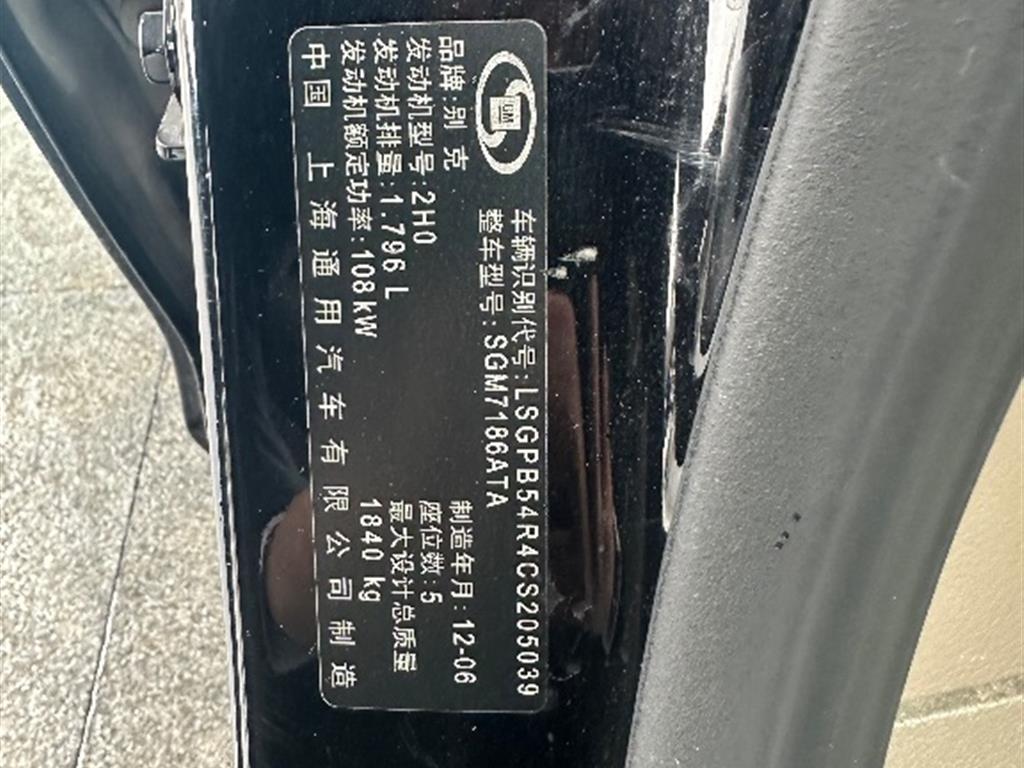 GM
车辆识别代号:LSGPB54R4CS205039
整车型号:SGM7186ATA
品牌:别克
制造年月:12-06
发动机型号:2H0
座位数:5
发动机排量:1.796 L
最大设计总质量
发动机额定功率:108kW
1840 kg
中国 上海通用汽车有限公司制造